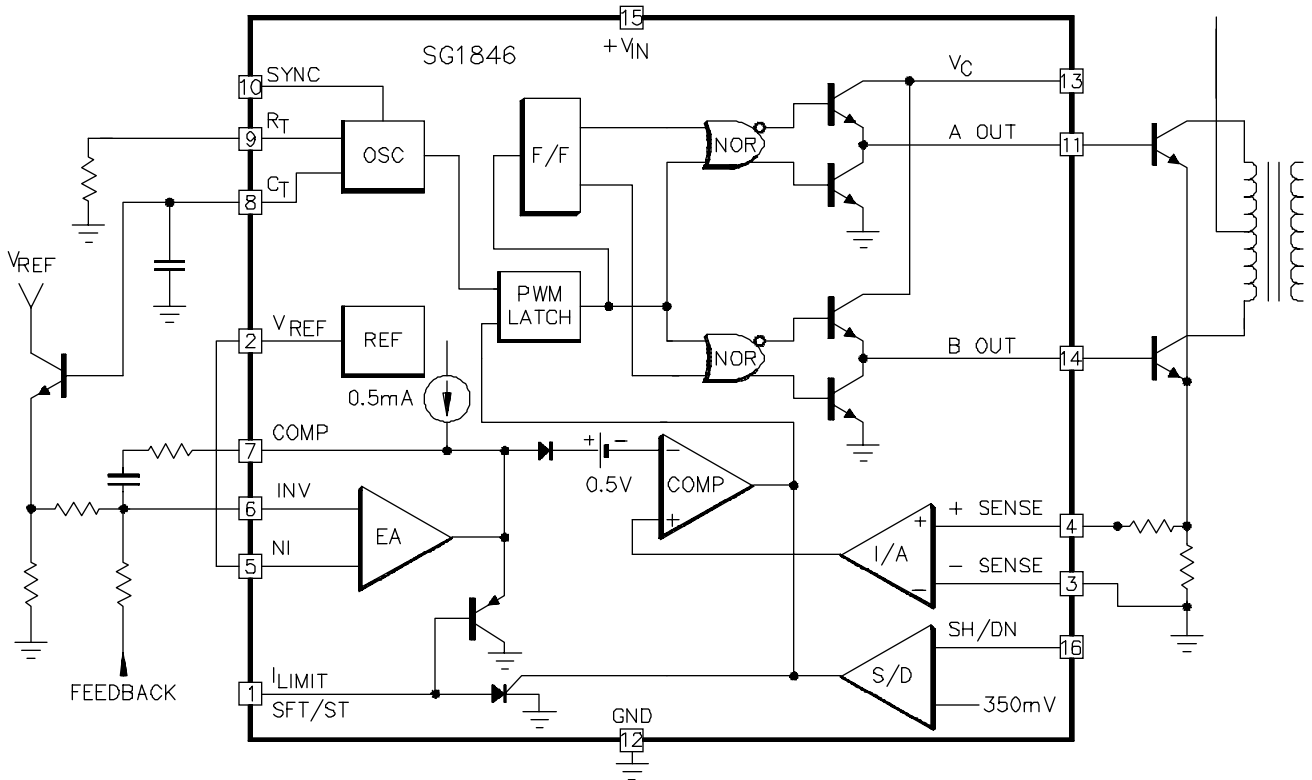 15
+VIN
SG1846
10 SYNC
VC 13
9 RT
OSC
F/F
NOR
A OUT 11
8 CT
VREF
PWM
LATCH
2 VREF
REF
NOR
B OUT 14
0.5mA
7 COMP
+ −
0.5V
−
COMP
+
6 INV
EA
+ + SENSE 4
5 NI
I/A
− − SENSE 3
SH/DN 16
FEEDBACK
1 ILIMIT
SFT/ST
S/D
350mV
GND
12